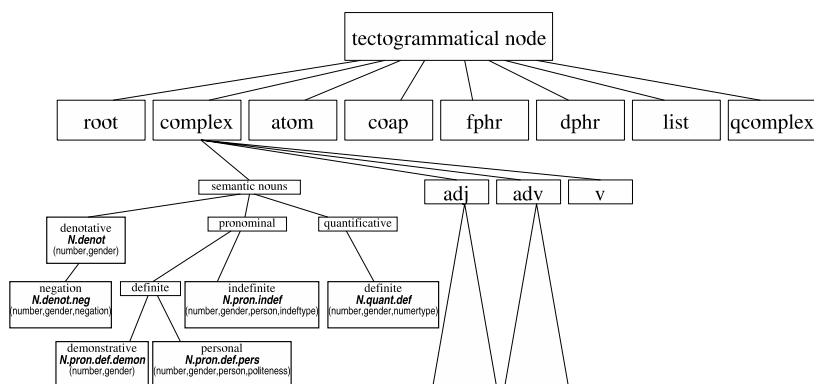 tectogrammatical node
root
complex
atom
coap
fphr
dphr
list
qcomplex
semantic nouns
adj
adv
v
denotative
N.denot
(number,gender)
pronominal
quantificative
negation
N.denot.neg
(number,gender,negation)
definite
indefinite
N.pron.indef
(number,gender,person,indeftype)
definite
N.quant.def
(number,gender,numertype)
demonstrative
N.pron.def.demon
(number,gender)
personal
N.pron.def.pers
(number,gender,person,politeness)